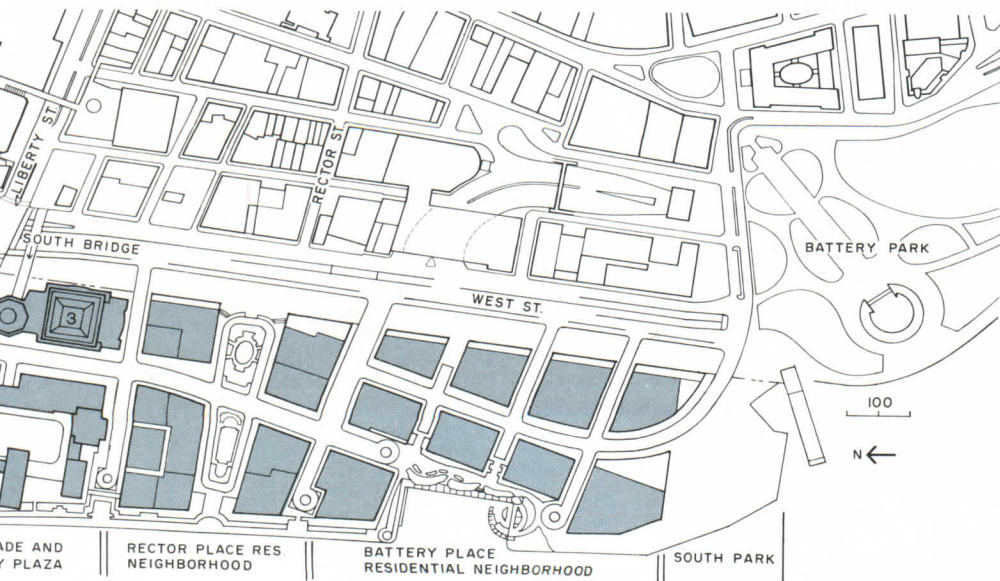 LIBERTY ST.
RECTOR ST.
SOUTH BRIDGE
BATTERY PARK
WEST ST.
3
100
N
ADE AND
Y PLAZA
RECTOR PLACE RES.
NEIGHBORHOOD
BATTERY PLACE
RESIDENTIAL NEIGHBORHOOD
SOUTH PARK